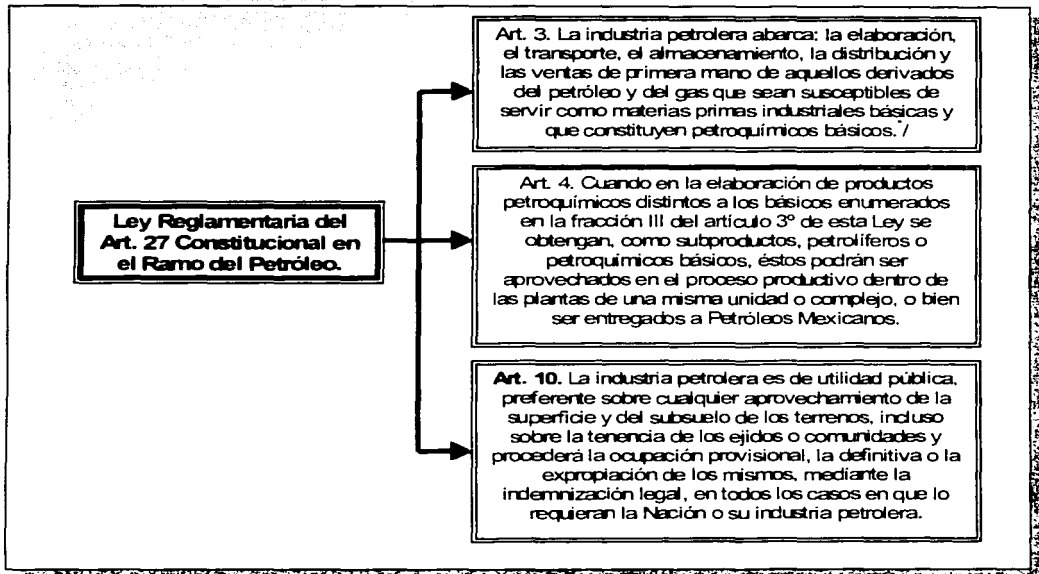 Ley Reglamentaria del
Art. 27 Constitucional en
el Ramo del Petróleo.
Art. 3. La industria petrolera abarca: la elaboración,
el transporte, el almacenamiento, la distribución y
las ventas de primera mano de aquellos derivados
del petróleo y del gas que sean susceptibles de
servir como materias primas industriales básicas y
que constituyen petroquímicos básicos.*/
Art. 4. Cuando en la elaboración de productos
petroquímicos distintos a los básicos enumerados
en la fracción III del artículo 3º de esta Ley se
obtengan, como subproductos, petrolíferos o
petroquímicos básicos, éstos podrán ser
aprovechados en el proceso productivo dentro de
las plantas de una misma unidad o complejo, o bien
ser entregados a Petróleos Mexicanos.
Art. 10. La industria petrolera es de utilidad pública,
preferente sobre cualquier aprovechamiento de la
superficie y del subsuelo de los terrenos, incluso
sobre la tenencia de los ejidos o comunidades y
procederá la ocupación provisional, la definitiva o la
expropiación de los mismos, mediante la
indemnización legal, en todos los casos en que lo
requieran la Nación o su industria petrolera.